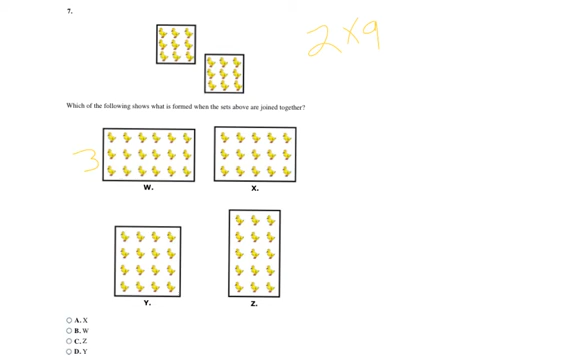 7.
2 x 9
Which of the following shows what is formed when the sets above are joined together?
3
W.
X.
Y.
Z.
A. X
B. W
C. Z
D. Y